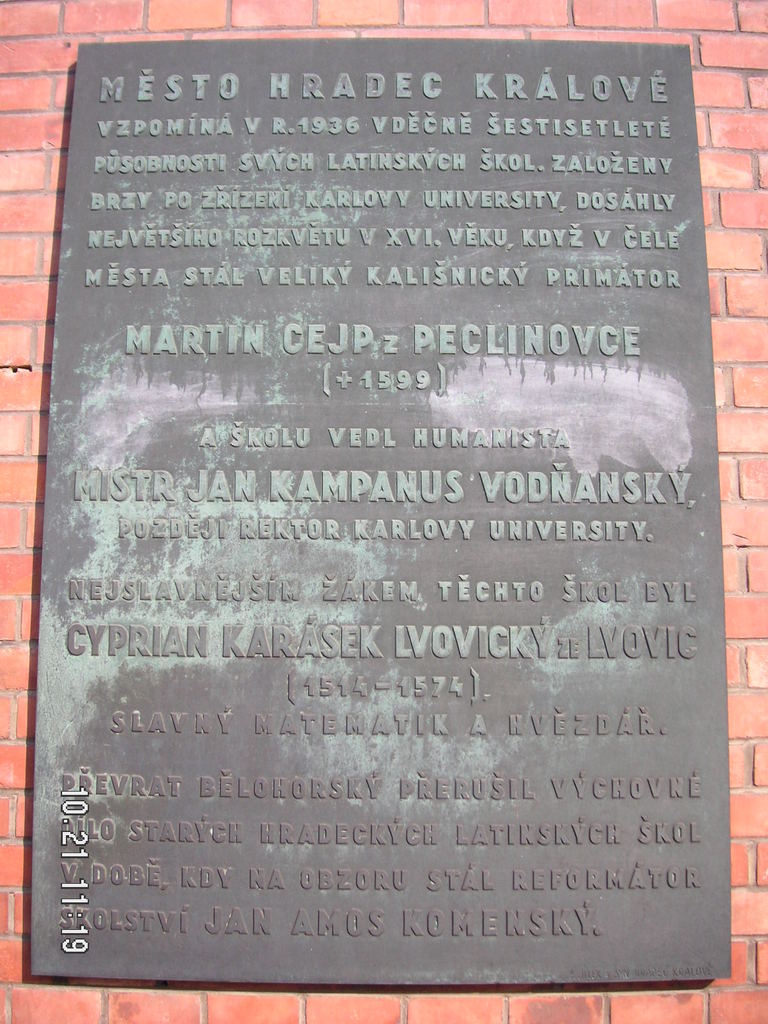 MĚSTO HRADEC KRÁLOVÉ
VZPOMÍNÁ V R.1936 VDĚČNĚ ŠESTISETLETÉ
PŮSOBNOSTI SVÝCH LATINSKÝCH ŠKOL. ZALOŽENY
BRZY PO ZŘÍZENÍ KARLOVY UNIVERSITY, DOSÁHLY
NEJVĚTŠÍHO ROZKVĚTU V XVI. VĚKU, KDYŽ V ČELE
MĚSTA STÁL VELIKÝ KALIŠNICKÝ PRIMÁTOR
MARTIN CEJP z PECLINOVCE
(+1599)
A ŠKOLU VEDL HUMANISTA
MISTR JAN KAMPANUS VODŇANSKÝ,
POZDĚJI REKTOR KARLOVY UNIVERSITY.
NEJSLAVNĚJŠÍM ŽÁKEM TĚCHTO ŠKOL BYL
CYPRIAN KARÁSEK LVOVICKÝ ZE LVOVIC
(1514-1574),
SLAVNÝ MATEMATIK A HVĚZDÁŘ.
PŘEVRAT BĚLOHORSKÝ PŘERUŠIL VÝCHOVNÉ
DÍLO STARÝCH HRADECKÝCH LATINSKÝCH ŠKOL
V DOBĚ, KDY NA OBZORU STÁL REFORMÁTOR
ŠKOLSTVÍ JAN AMOS KOMENSKÝ.
HRADEC KRÁLOVÉ
10.21 11:19